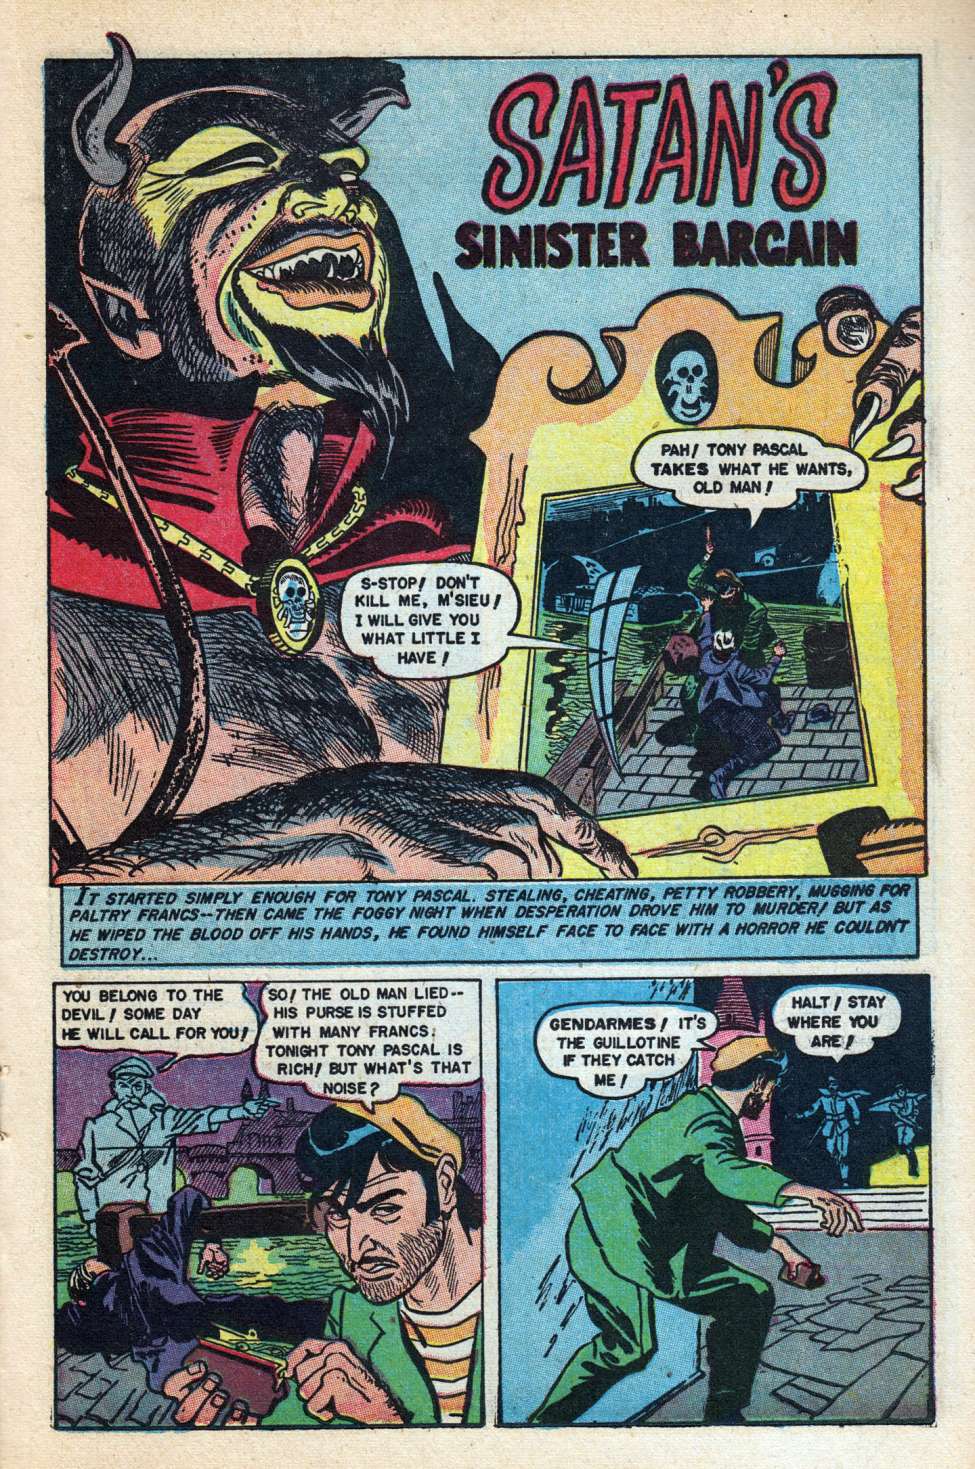 SATAN'S
SINISTER BARGAIN
PAH! TONY PASCAL
TAKES WHAT HE WANTS,
OLD MAN!
S-STOP! DON'T
KILL ME, M'SIEU!
I WILL GIVE YOU
WHAT LITTLE I
HAVE!
IT STARTED SIMPLY ENOUGH FOR TONY PASCAL. STEALING, CHEATING, PETTY ROBBERY, MUGGING FOR
PALTRY FRANCS--THEN CAME THE FOGGY NIGHT WHEN DESPERATION DROVE HIM TO MURDER! BUT AS
HE WIPED THE BLOOD OFF HIS HANDS, HE FOUND HIMSELF FACE TO FACE WITH A HORROR HE COULDN'T
DESTROY...
YOU BELONG TO THE
DEVIL! SOME DAY
HE WILL CALL FOR YOU!
SO! THE OLD MAN LIED--
HIS PURSE IS STUFFED
WITH MANY FRANCS.
TONIGHT TONY PASCAL IS
RICH! BUT WHAT'S THAT
NOISE?
GENDARMES! IT'S
THE GUILLOTINE
IF THEY CATCH
ME!
HALT! STAY
WHERE YOU
ARE!